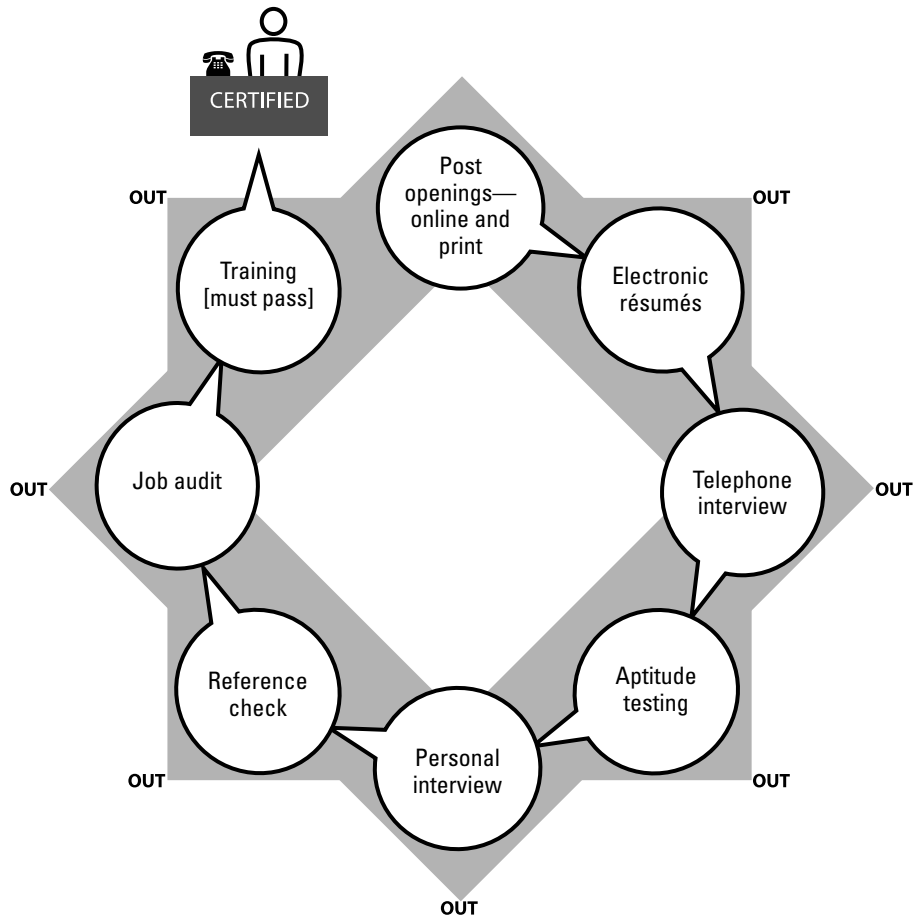 CERTIFIED
Post
openings—
online and
print
OUT
Electronic
résumés
OUT
Telephone
interview
OUT
Aptitude
testing
OUT
Personal
interview
OUT
Reference
check
OUT
Job audit
OUT
Training
[must pass]
OUT